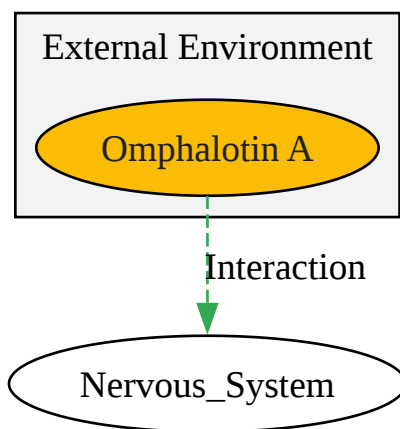 External Environment
Omphalotin A
Interaction
Nervous_System